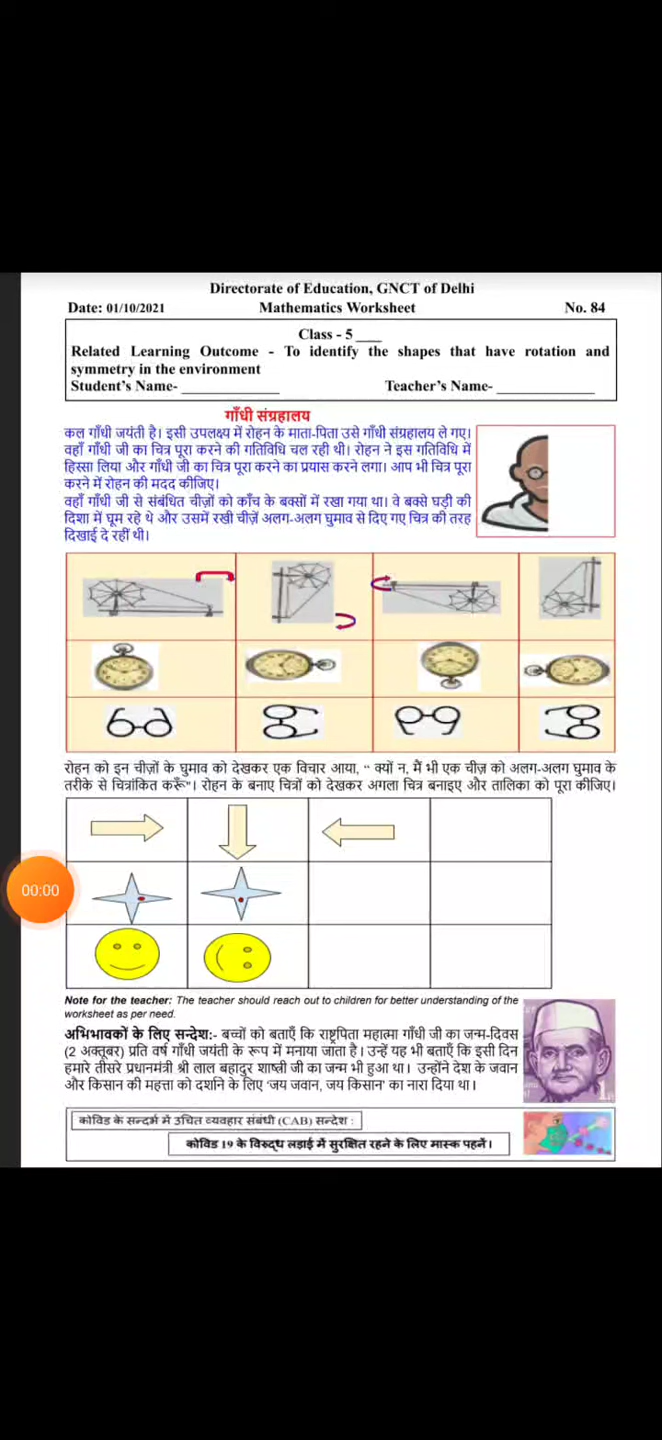 Directorate of Education, GNCT of Delhi
Date: 01/10/2021 Mathematics Worksheet No. 84
Class - 5 ___
Related Learning Outcome - To identify the shapes that have rotation and
symmetry in the environment
Student's Name- ______________ Teacher's Name- ______________
गाँधी संग्रहालय
कल गाँधी जयंती है। इसी उपलक्ष्य में रोहन के माता-पिता उसे गाँधी संग्रहालय ले गए।
वहाँ गाँधी जी का चित्र पूरा करने की गतिविधि चल रही थी। रोहन ने इस गतिविधि में
हिस्सा लिया और गाँधी जी का चित्र पूरा करने का प्रयास करने लगा। आप भी चित्र पूरा
करने में रोहन की मदद कीजिए।
वहाँ गाँधी जी से संबंधित चीज़ों को काँच के बक्सों में रखा गया था। वे बक्से घड़ी की
दिशा में घूम रहे थे और उसमें रखी चीज़ें अलग-अलग घुमाव से दिए गए चित्र की तरह
दिखाई दे रहीं थी।
रोहन को इन चीज़ों के घुमाव को देखकर एक विचार आया, “ क्यों न, मैं भी एक चीज़ को अलग-अलग घुमाव के
तरीके से चित्रांकित करूँ”। रोहन के बनाए चित्रों को देखकर अगला चित्र बनाइए और तालिका को पूरा कीजिए।
00:00
Note for the teacher: The teacher should reach out to children for better understanding of the
worksheet as per need.
अभिभावकों के लिए सन्देश:- बच्चों को बताएँ कि राष्ट्रपिता महात्मा गाँधी जी का जन्म-दिवस
(2 अक्तूबर) प्रति वर्ष गाँधी जयंती के रूप में मनाया जाता है। उन्हें यह भी बताएँ कि इसी दिन
हमारे तीसरे प्रधानमंत्री श्री लाल बहादुर शाष्त्री जी का जन्म भी हुआ था। उन्होंने देश के जवान
और किसान की महत्ता को दर्शाने के लिए ‘जय जवान, जय किसान’ का नारा दिया था।
कोविड के सन्दर्भ में उचित व्यवहार संबंधी (CAB) सन्देश :
कोविड 19 के विरुद्ध लड़ाई में सुरक्षित रहने के लिए मास्क पहनें।